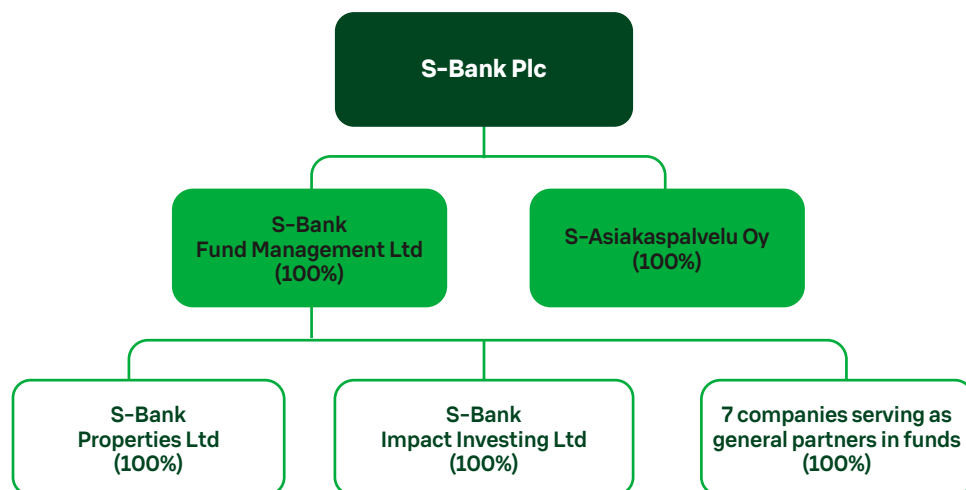 S-Bank Plc
S-Bank
Fund Management Ltd
(100%)
S-Asiakaspalvelu Oy
(100%)
S-Bank
Properties Ltd
(100%)
S-Bank
Impact Investing Ltd
(100%)
7 companies serving as
general partners in funds
(100%)